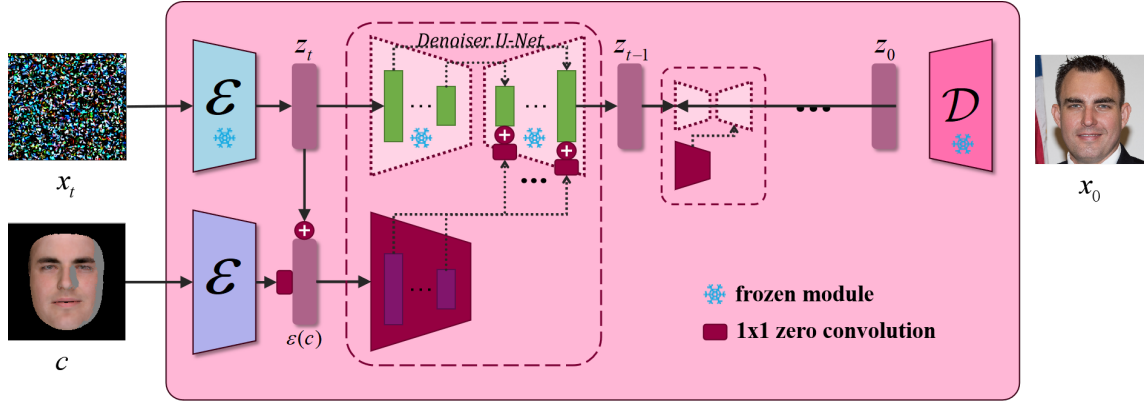 Denoiser U-Net
z_t
z_{t-1}
z_0
ℰ
𝒟
x_t
x_0
ℰ
ε(c)
c
frozen module
1x1 zero convolution